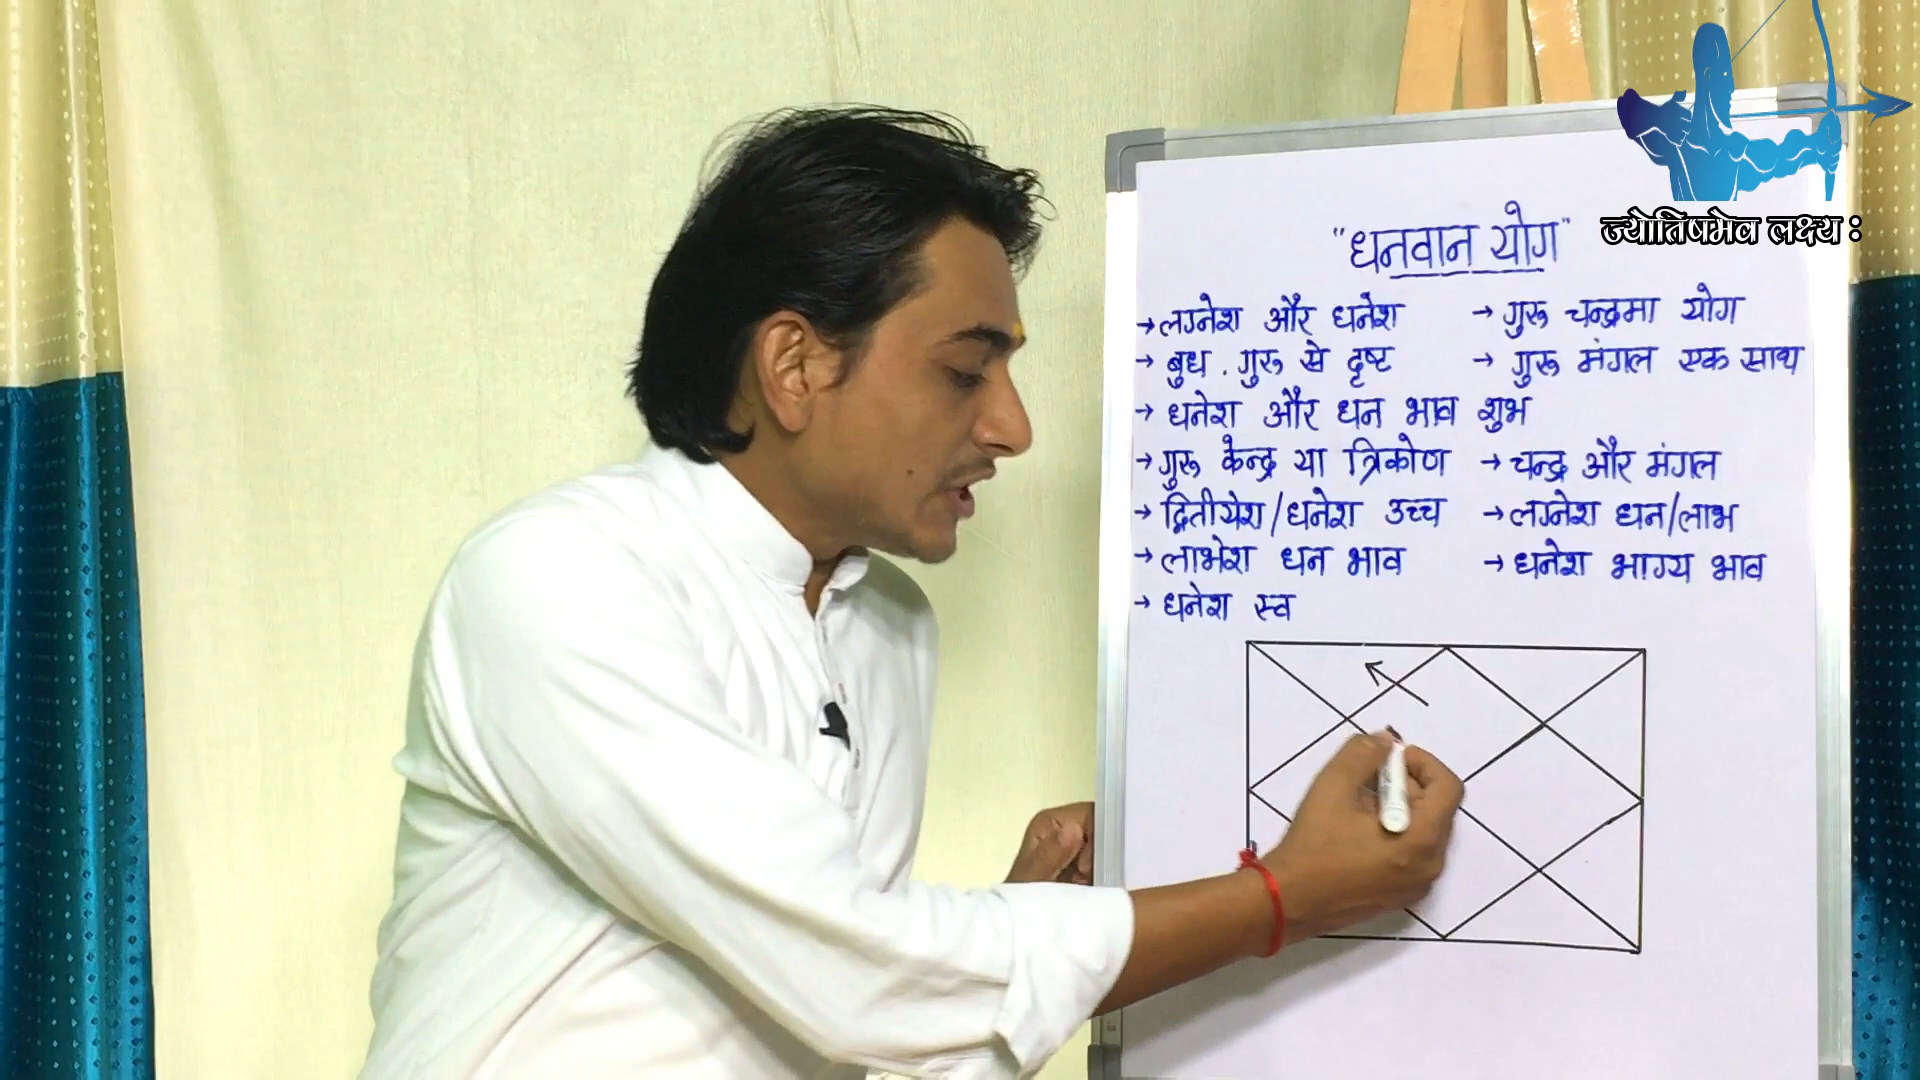 ज्योतिषमेव लक्ष्य :
"धनवान योग"
→ लग्नेश और धनेश → गुरु चन्द्रमा योग
→ बुध . गुरु से दृष्ट → गुरु मंगल एक साथ
→ धनेश और धन भाव शुभ
→ गुरु केन्द्र या त्रिकोण → चन्द्र और मंगल
→ द्वितीयेश/धनेश उच्च → लग्नेश धन/लाभ
→ लाभेश धन भाव → धनेश भाग्य भाव
→ धनेश स्व